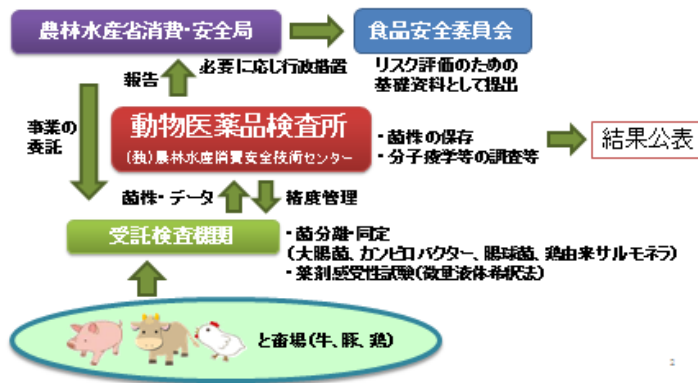 農林水産省消費・安全局
食品安全委員会
報告
必要に応じ行政措置
リスク評価のための
基礎資料として提出
事業の
委託
動物医薬品検査所
(独)農林水産消費安全技術センター
・菌株の保存
・分子疫学等の調査等
結果公表
菌株・データ
精度管理
受託検査機関
・菌分離・同定
(大腸菌、カンピロバクター、腸球菌、鶏由来サルモネラ)
・薬剤感受性試験(微量液体希釈法)
と畜場(牛、豚、鶏)
2